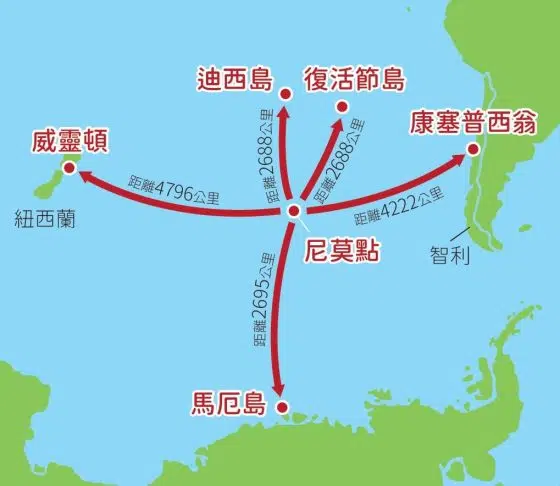 迪西島
復活節島
康塞普西翁
威靈頓
距離2688公里
距離2688公里
距離4796公里
距離4222公里
紐西蘭
尼莫點
智利
距離2695公里
馬厄島